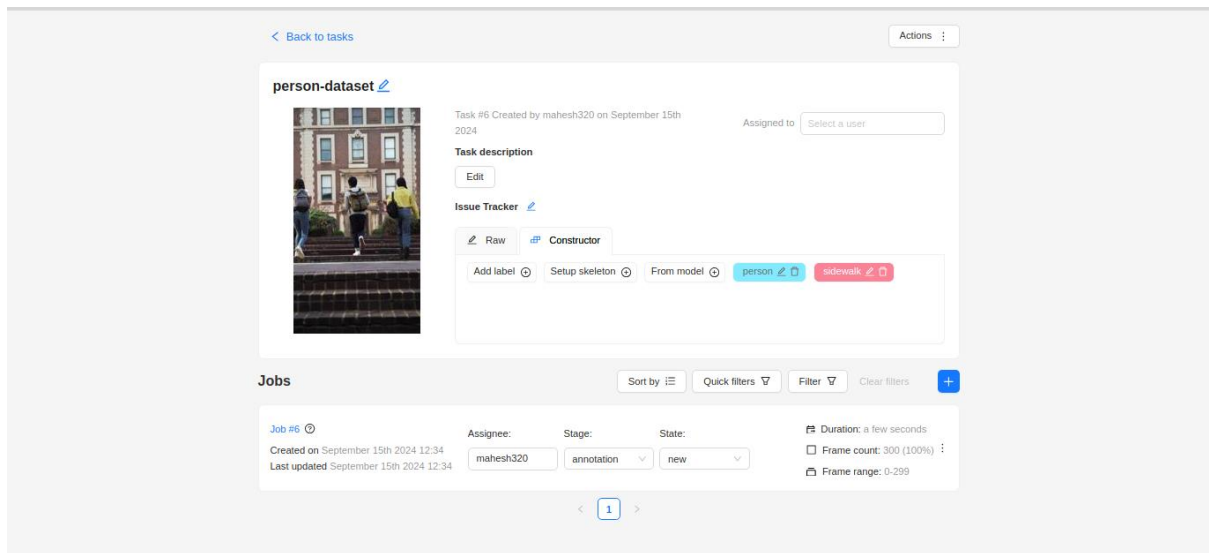 Back to tasks
Actions
person-dataset
Task #6 Created by mahesh320 on September 15th
2024
Assigned to Select a user
Task description
Edit
Issue Tracker
Raw Constructor
Add label Setup skeleton From model person sidewalk
Jobs
Sort by Quick filters Filter Clear filters
Job #6
Created on September 15th 2024 12:34
Last updated September 15th 2024 12:34
Assignee: Stage: State:
mahesh320 annotation new
Duration: a few seconds
Frame count: 300 (100%)
Frame range: 0-299
1